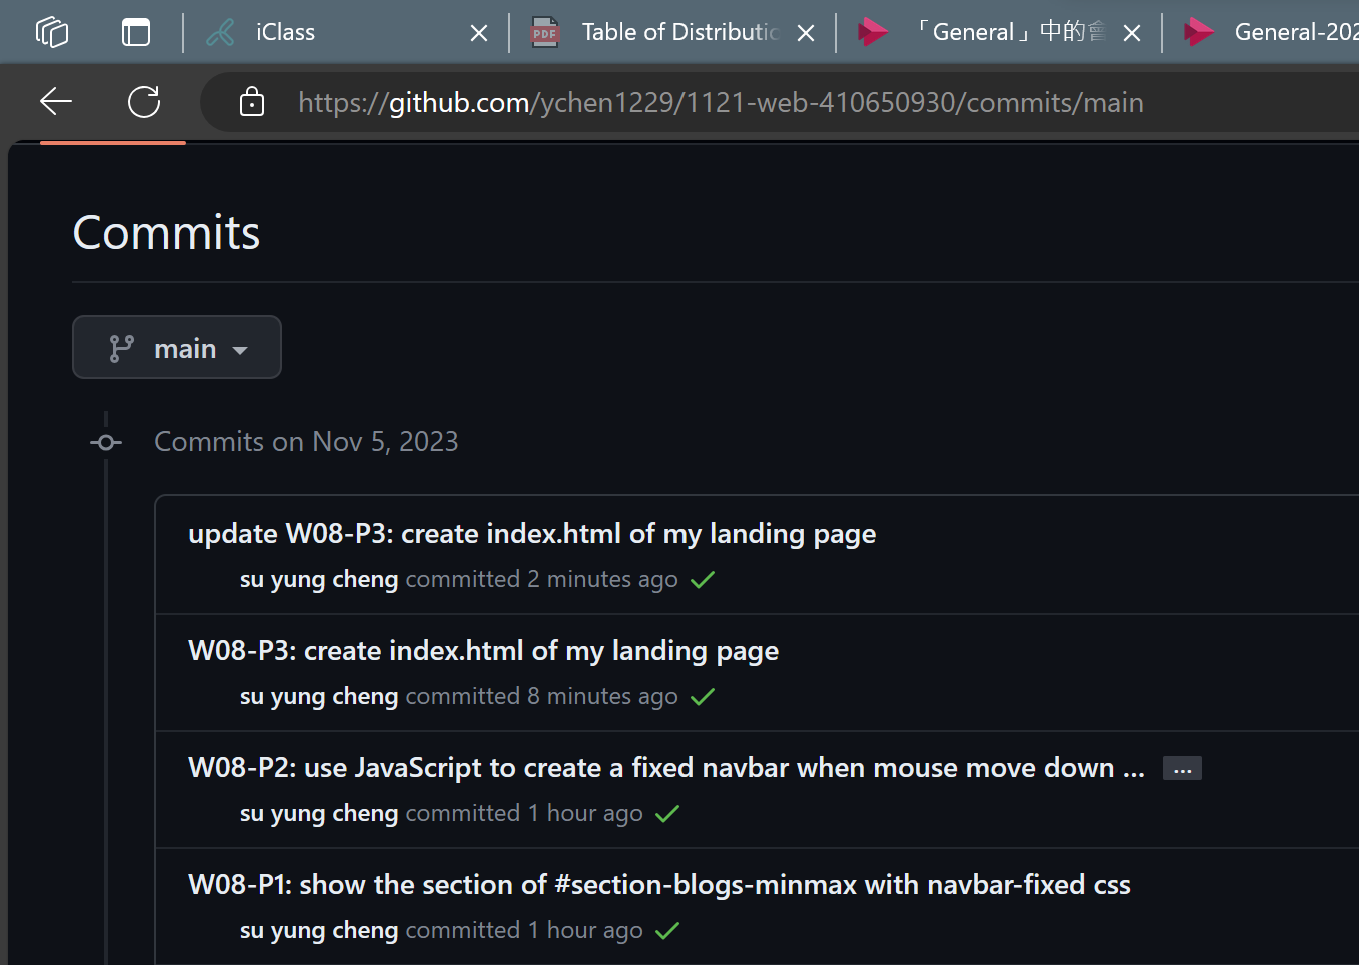 iClass
Table of Distributic
「General」中的會
General-202
https://github.com/ychen1229/1121-web-410650930/commits/main
Commits
main
Commits on Nov 5, 2023
update W08-P3: create index.html of my landing page
su yung cheng committed 2 minutes ago
W08-P3: create index.html of my landing page
su yung cheng committed 8 minutes ago
W08-P2: use JavaScript to create a fixed navbar when mouse move down ... ...
su yung cheng committed 1 hour ago
W08-P1: show the section of #section-blogs-minmax with navbar-fixed css
su yung cheng committed 1 hour ago
PDF